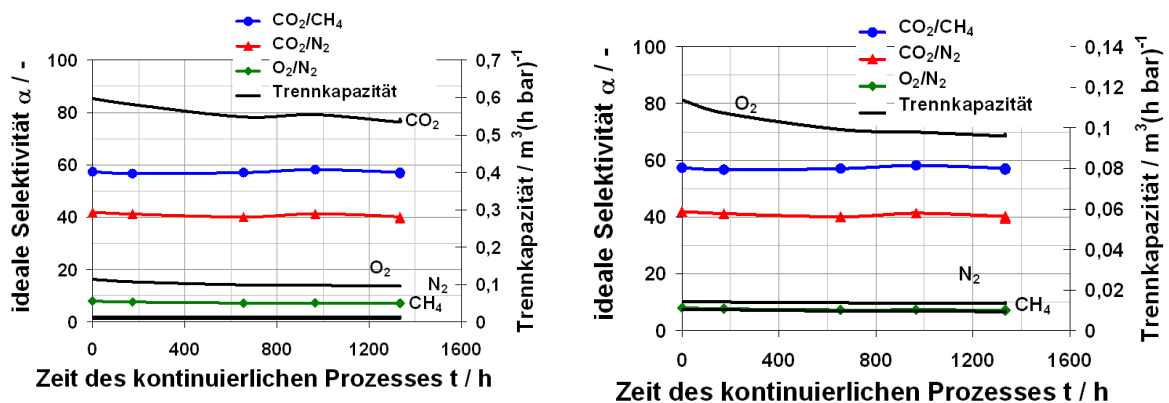 CO₂/CH₄
CO₂/N₂
O₂/N₂
Trennkapazität
100
80
60
40
20
0
ideale Selektivität α / -
0,7
0,6
0,5
0,4
0,3
0,2
0,1
0
Trennkapazität / m³(h bar)⁻¹
CO₂
O₂
N₂
CH₄
0 400 800 1200 1600
Zeit des kontinuierlichen Prozesses t / h
CO₂/CH₄
CO₂/N₂
O₂/N₂
Trennkapazität
100
80
60
40
20
0
ideale Selektivität α / -
0,14
0,12
0,1
0,08
0,06
0,04
0,02
0
Trennkapazität / m³(h bar)⁻¹
O₂
N₂
CH₄
0 400 800 1200 1600
Zeit des kontinuierlichen Prozesses t / h